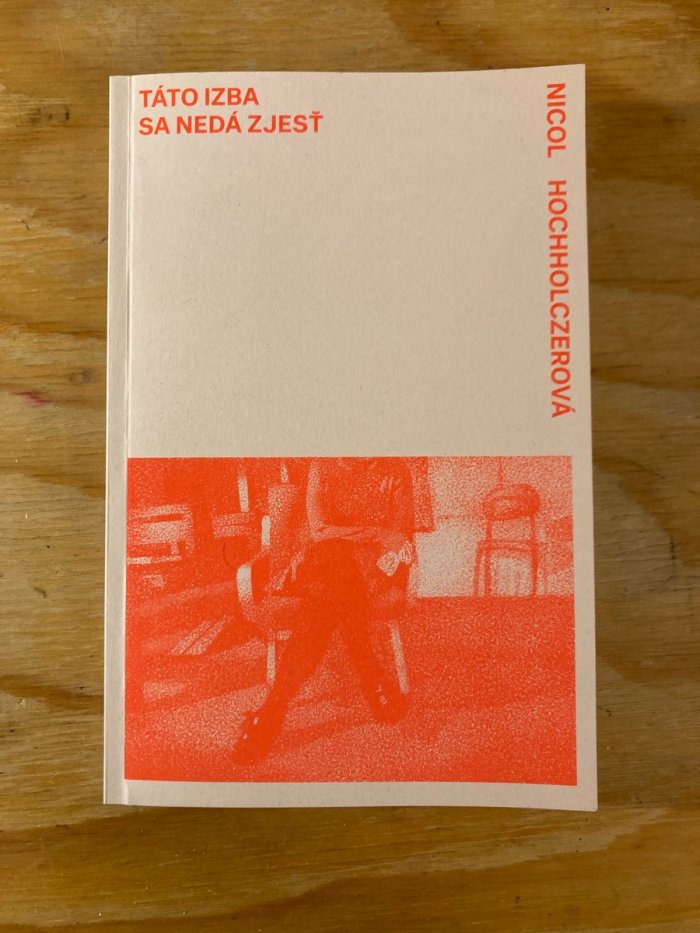 TÁTO IZBA
SA NEDÁ ZJESŤ
NICOL HOCHHOLCZEROVÁ